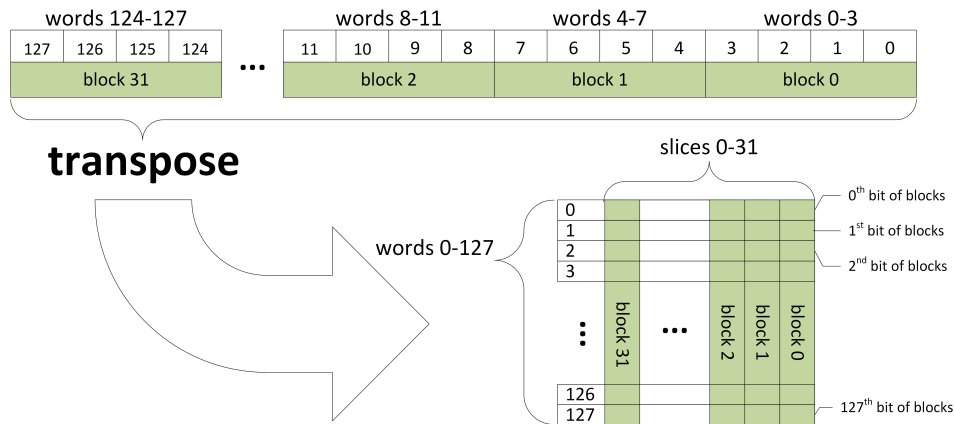 words 124-127 words 8-11 words 4-7 words 0-3
127 126 125 124 ... 11 10 9 8 7 6 5 4 3 2 1 0
block 31 block 2 block 1 block 0
transpose
slices 0-31
words 0-127
0 0th bit of blocks
1 1st bit of blocks
2 2nd bit of blocks
3
... block 31 ... block 2 block 1 block 0
126
127 127th bit of blocks